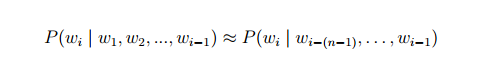 P(w_i | w_1, w_2, ..., w_{i−1}) ≈ P(w_i | w_{i−(n−1)}, . . . , w_{i−1})